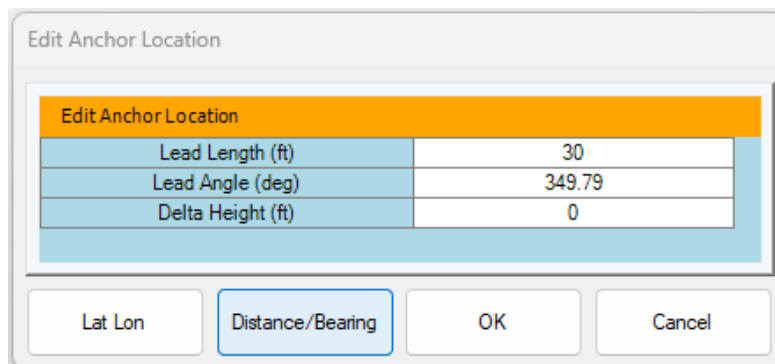 Edit Anchor Location
Edit Anchor Location
Lead Length (ft) 30
Lead Angle (deg) 349.79
Delta Height (ft) 0
Lat Lon Distance/Bearing OK Cancel